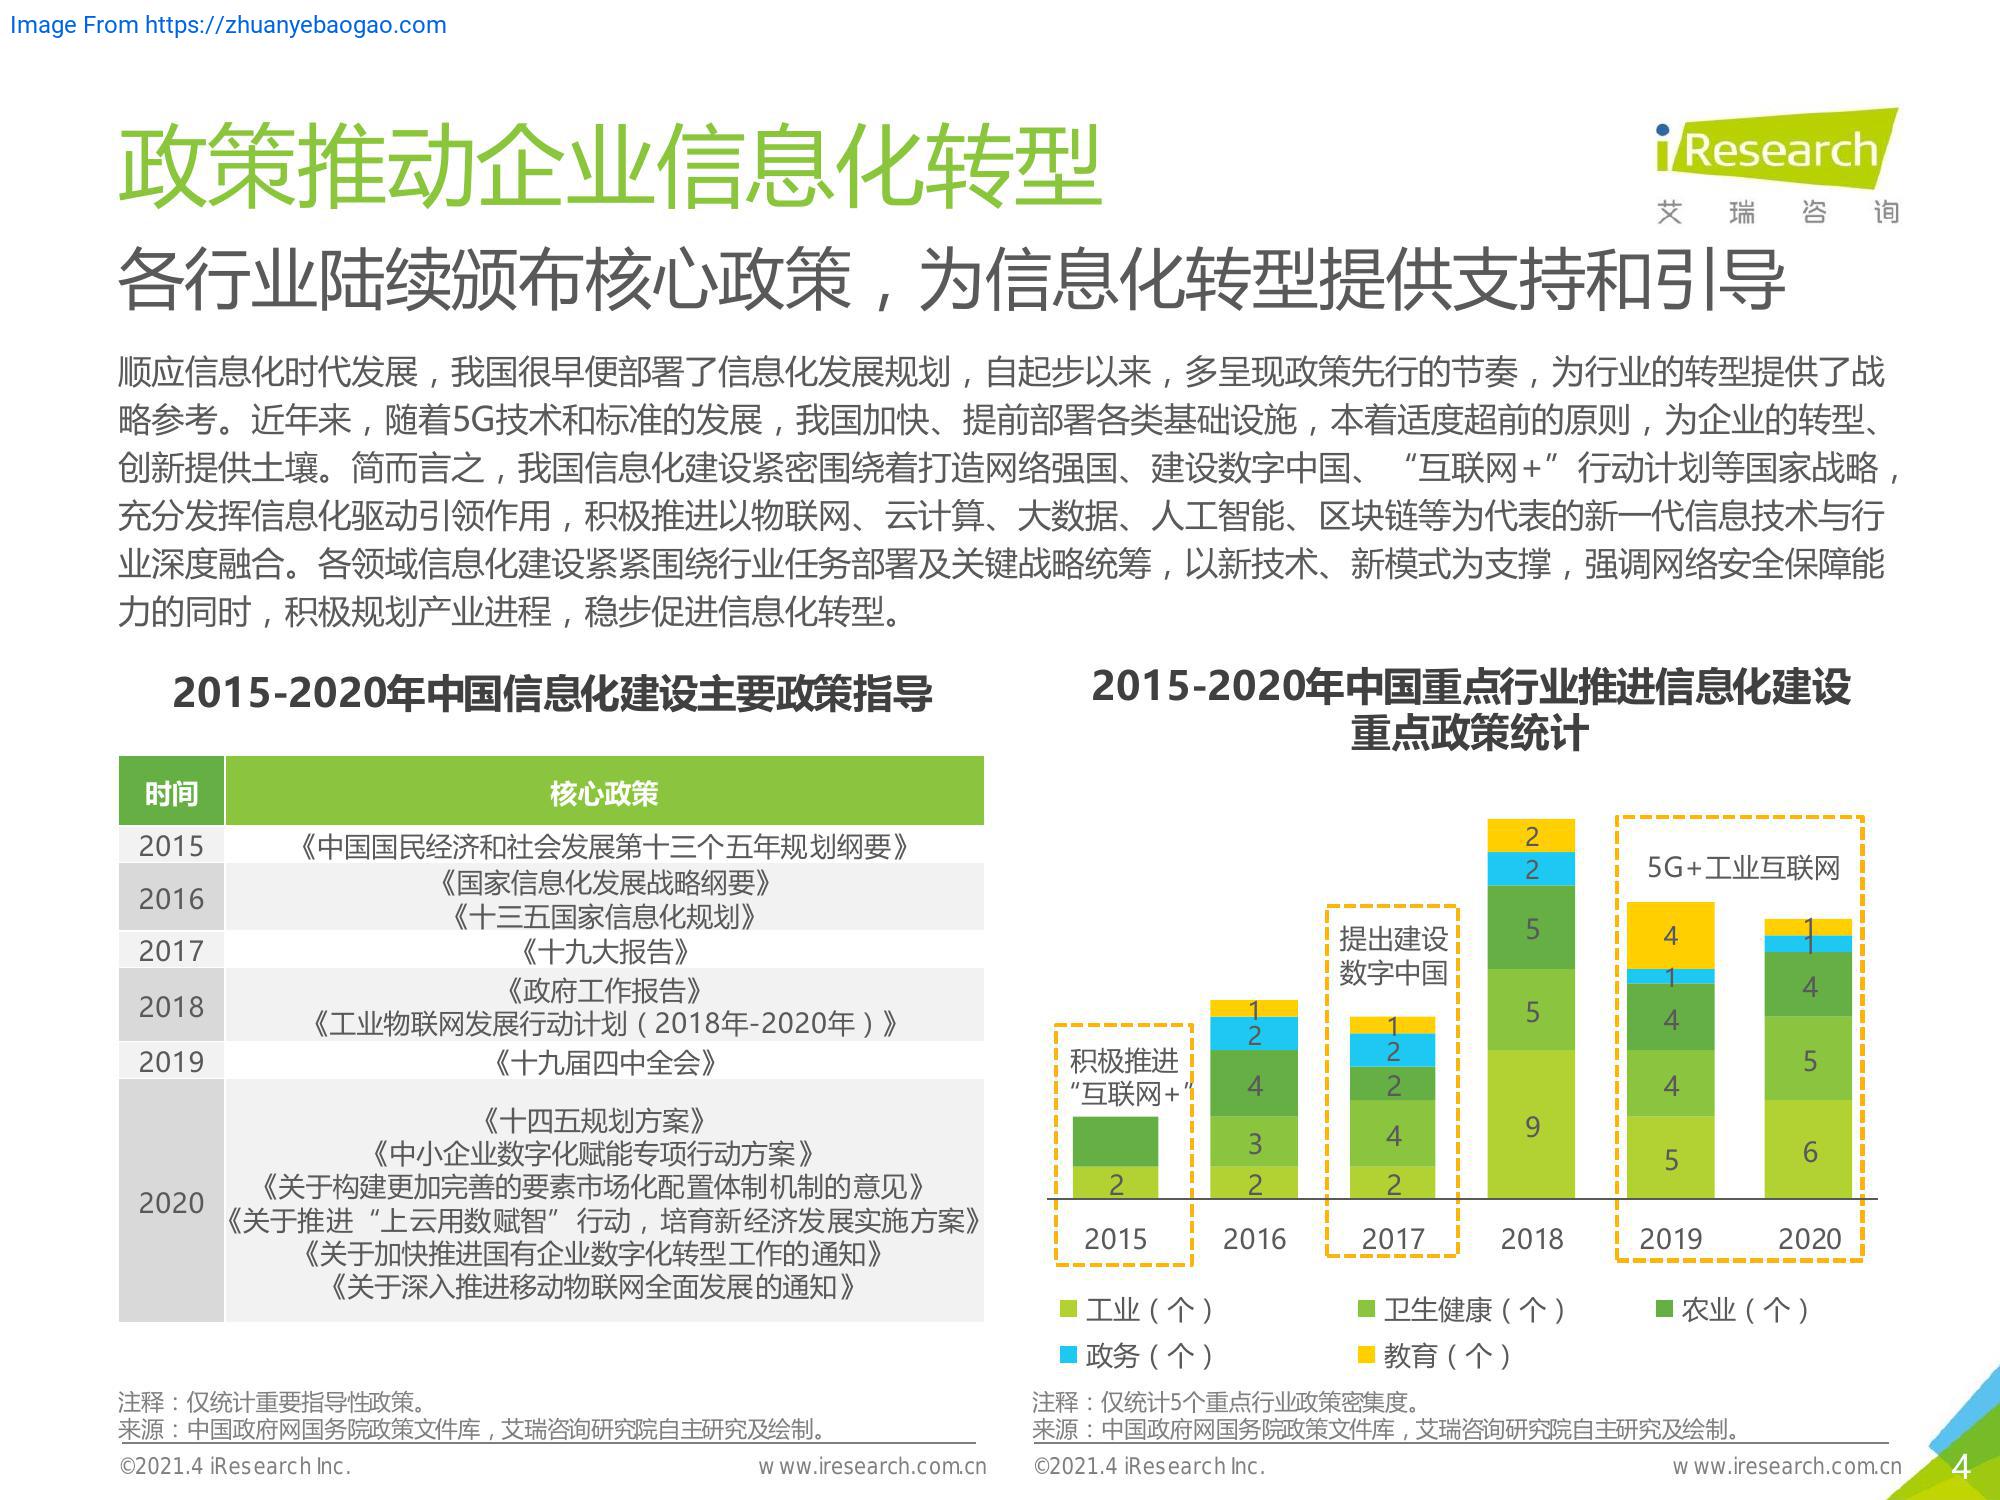 Image From https://zhuanyebaogao.com
政策推动企业信息化转型
iResearch
艾瑞咨询
各行业陆续颁布核心政策，为信息化转型提供支持和引导
顺应信息化时代发展，我国很早便部署了信息化发展规划，自起步以来，多呈现政策先行的节奏，为行业的转型提供了战
略参考。近年来，随着5G技术和标准的发展，我国加快、提前部署各类基础设施，本着适度超前的原则，为企业的转型、
创新提供土壤。简而言之，我国信息化建设紧密围绕着打造网络强国、建设数字中国、“互联网+”行动计划等国家战略，
充分发挥信息化驱动引领作用，积极推进以物联网、云计算、大数据、人工智能、区块链等为代表的新一代信息技术与行
业深度融合。各领域信息化建设紧紧围绕行业任务部署及关键战略统筹，以新技术、新模式为支撑，强调网络安全保障能
力的同时，积极规划产业进程，稳步促进信息化转型。
2015-2020年中国信息化建设主要政策指导
时间 核心政策
2015 《中国国民经济和社会发展第十三个五年规划纲要》
2016 《国家信息化发展战略纲要》
《十三五国家信息化规划》
2017 《十九大报告》
2018 《政府工作报告》
《工业物联网发展行动计划（2018年-2020年）》
2019 《十九届四中全会》
2020 《十四五规划方案》
《中小企业数字化赋能专项行动方案》
《关于构建更加完善的要素市场化配置体制机制的意见》
《关于推进“上云用数赋智”行动，培育新经济发展实施方案》
《关于加快推进国有企业数字化转型工作的通知》
《关于深入推进移动物联网全面发展的通知》
注释：仅统计重要指导性政策。
来源：中国政府网国务院政策文件库，艾瑞咨询研究院自主研究及绘制。
©2021.4 iResearch Inc. www.iresearch.com.cn
2015-2020年中国重点行业推进信息化建设
重点政策统计
积极推进
“互联网+”
2
1
2
4
3
2
提出建设
数字中国
1
2
2
4
2
2
2
5
5
9
5G+工业互联网
4
1
4
4
5
1
1
4
5
6
2015 2016 2017 2018 2019 2020
工业（个） 卫生健康（个） 农业（个）
政务（个） 教育（个）
注释：仅统计5个重点行业政策密集度。
来源：中国政府网国务院政策文件库，艾瑞咨询研究院自主研究及绘制。
©2021.4 iResearch Inc. www.iresearch.com.cn
4